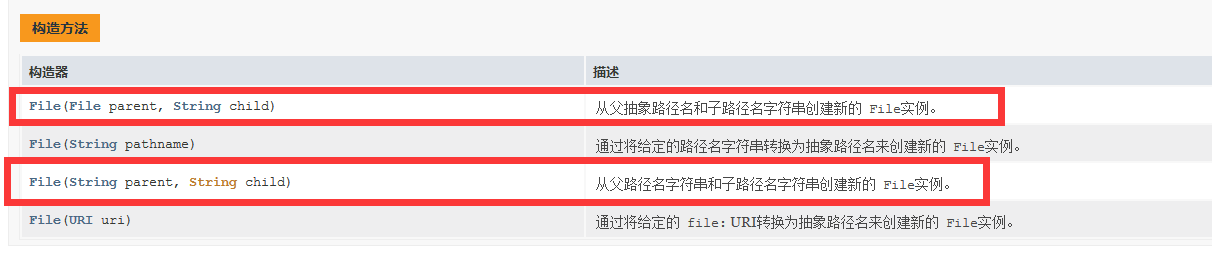 构造方法
构造器 描述
File(File parent, String child) 从父抽象路径名和子路径名字符串创建新的 File实例。
File(String pathname) 通过将给定的路径名字符串转换为抽象路径名来创建新的 File实例。
File(String parent, String child) 从父路径名字符串和子路径名字符串创建新的 File实例。
File(URI uri) 通过将给定的 file: URI转换为抽象路径名来创建新的 File实例。